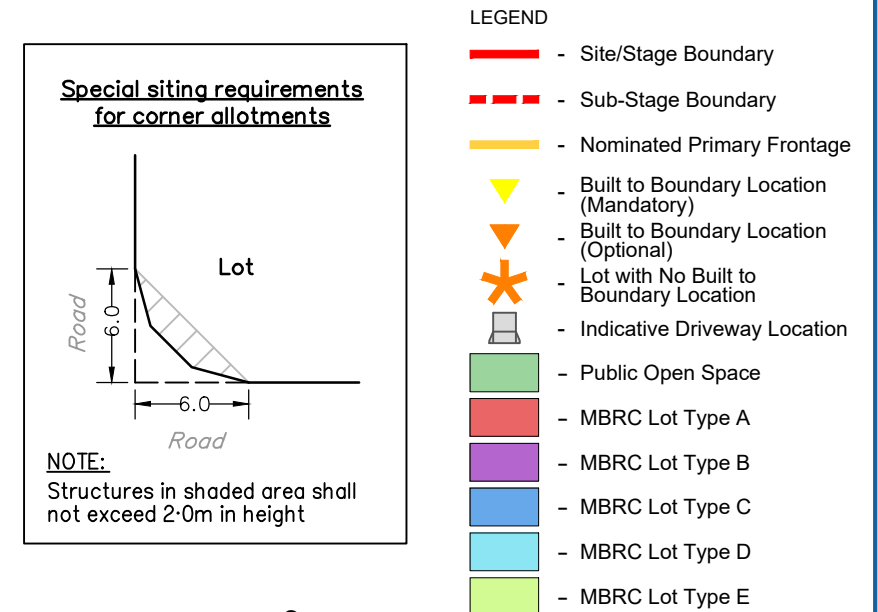 Special siting requirements
for corner allotments
Lot
Road
6.0
6.0
Road
NOTE:
Structures in shaded area shall
not exceed 2·0m in height
LEGEND
- Site/Stage Boundary
- Sub-Stage Boundary
- Nominated Primary Frontage
- Built to Boundary Location
(Mandatory)
- Built to Boundary Location
(Optional)
- Lot with No Built to
Boundary Location
- Indicative Driveway Location
- Public Open Space
- MBRC Lot Type A
- MBRC Lot Type B
- MBRC Lot Type C
- MBRC Lot Type D
- MBRC Lot Type E